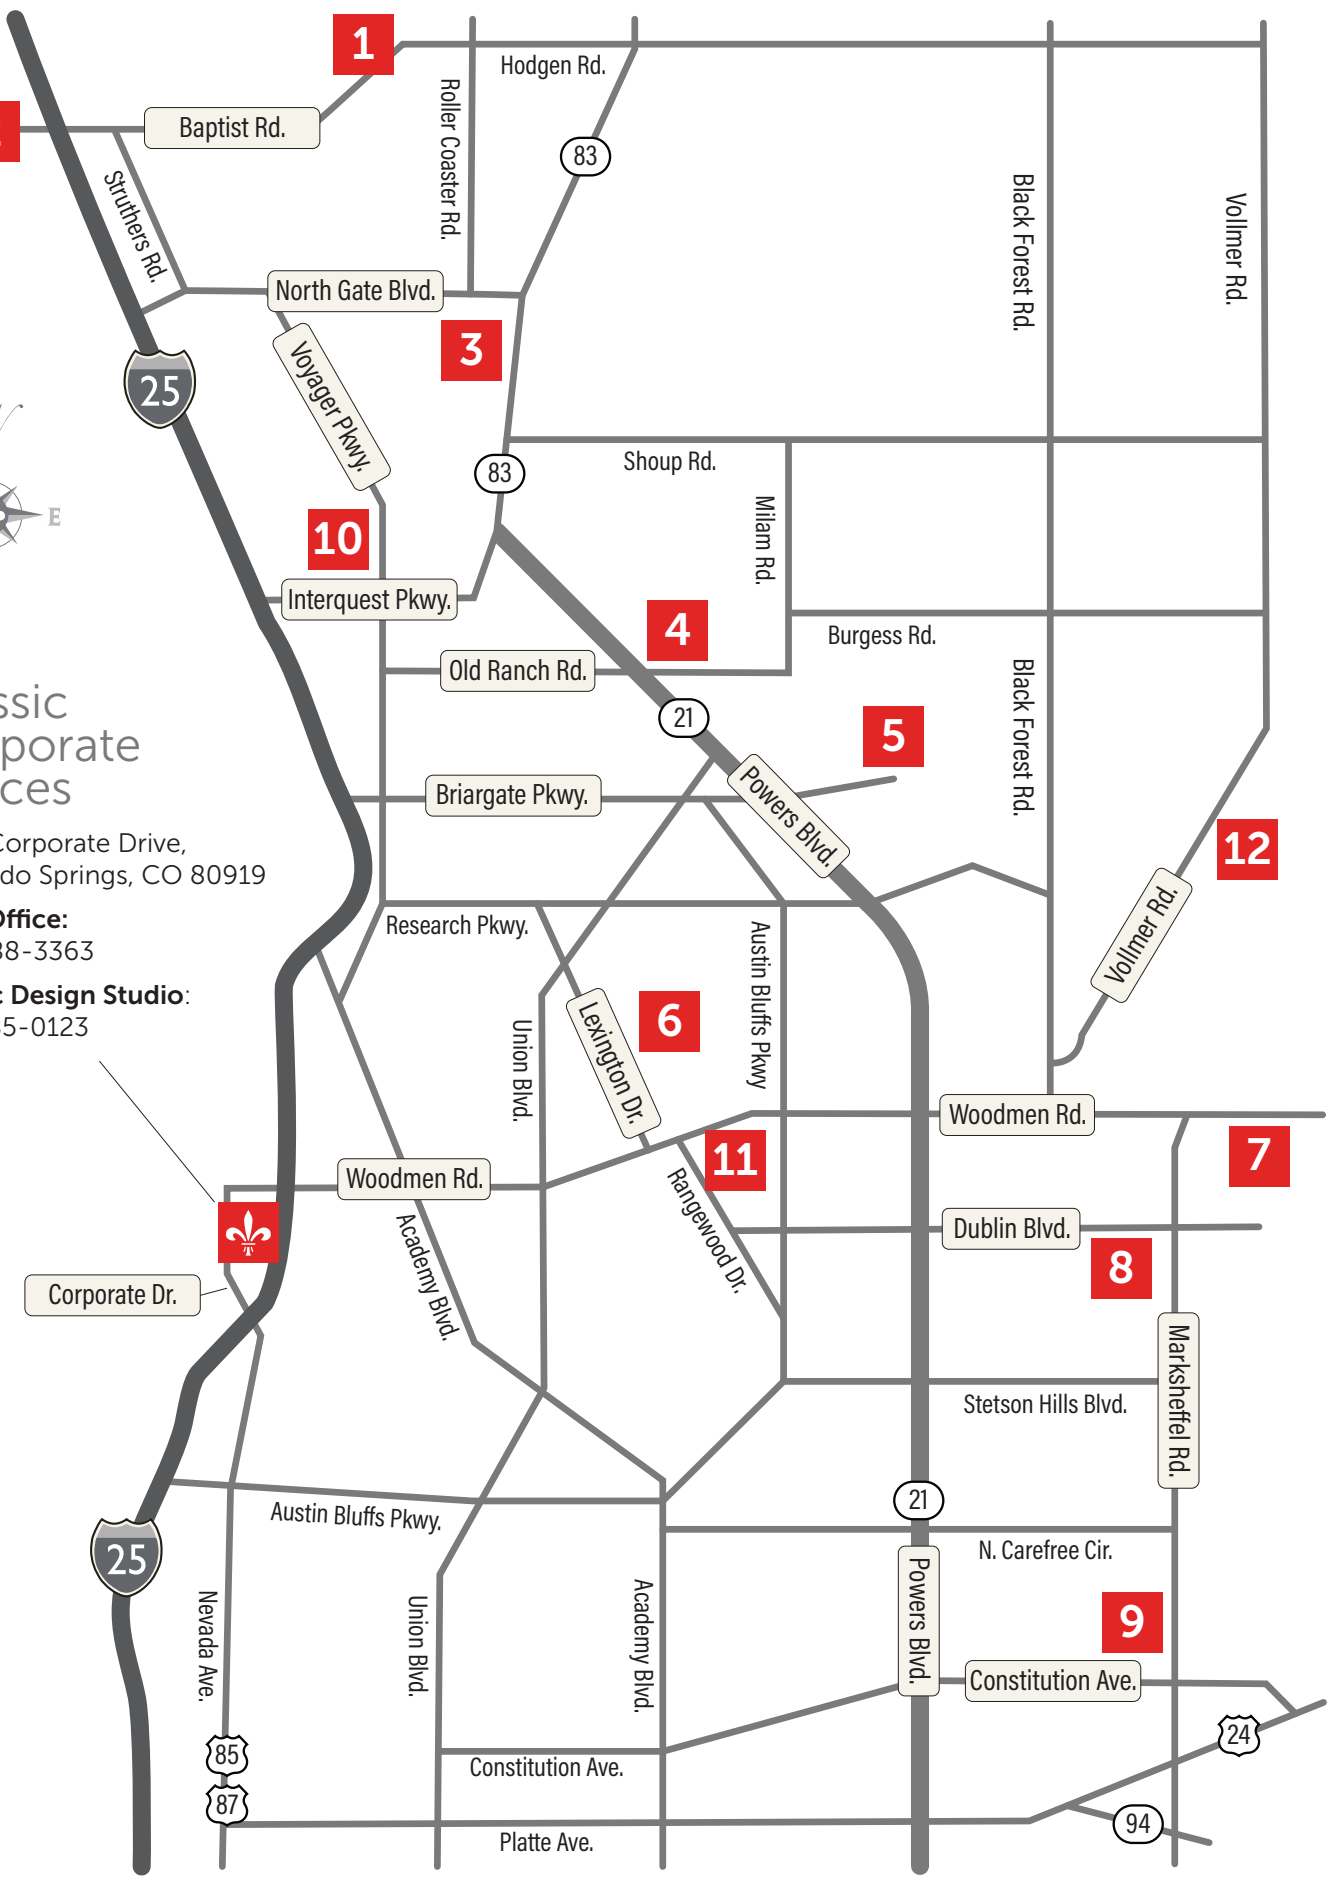 1
Hodgen Rd.
Baptist Rd.
Roller Coaster Rd.
83
Struthers Rd.
Black Forest Rd.
Vollmer Rd.
North Gate Blvd.
3
Voyager Pkwy.
25
83
Shoup Rd.
Milam Rd.
E
10
Interquest Pkwy.
4
Burgess Rd.
Old Ranch Rd.
Black Forest Rd.
21
5
ssic
porate
ces
Briargate Pkwy.
Powers Blvd.
Corporate Drive,
do Springs, CO 80919
Office:
38-3363
c Design Studio:
55-0123
12
Vollmer Rd.
Research Pkwy.
Austin Bluffs Pkwy
Union Blvd.
Lexington Dr.
6
Woodmen Rd.
7
11
Woodmen Rd.
Rangewood Dr.
Academy Blvd.
Dublin Blvd.
8
Corporate Dr.
Marksheffel Rd.
Stetson Hills Blvd.
21
Austin Bluffs Pkwy.
25
N. Carefree Cir.
Nevada Ave.
Union Blvd.
Academy Blvd.
Powers Blvd.
9
Constitution Ave.
85
24
Constitution Ave.
87
94
Platte Ave.